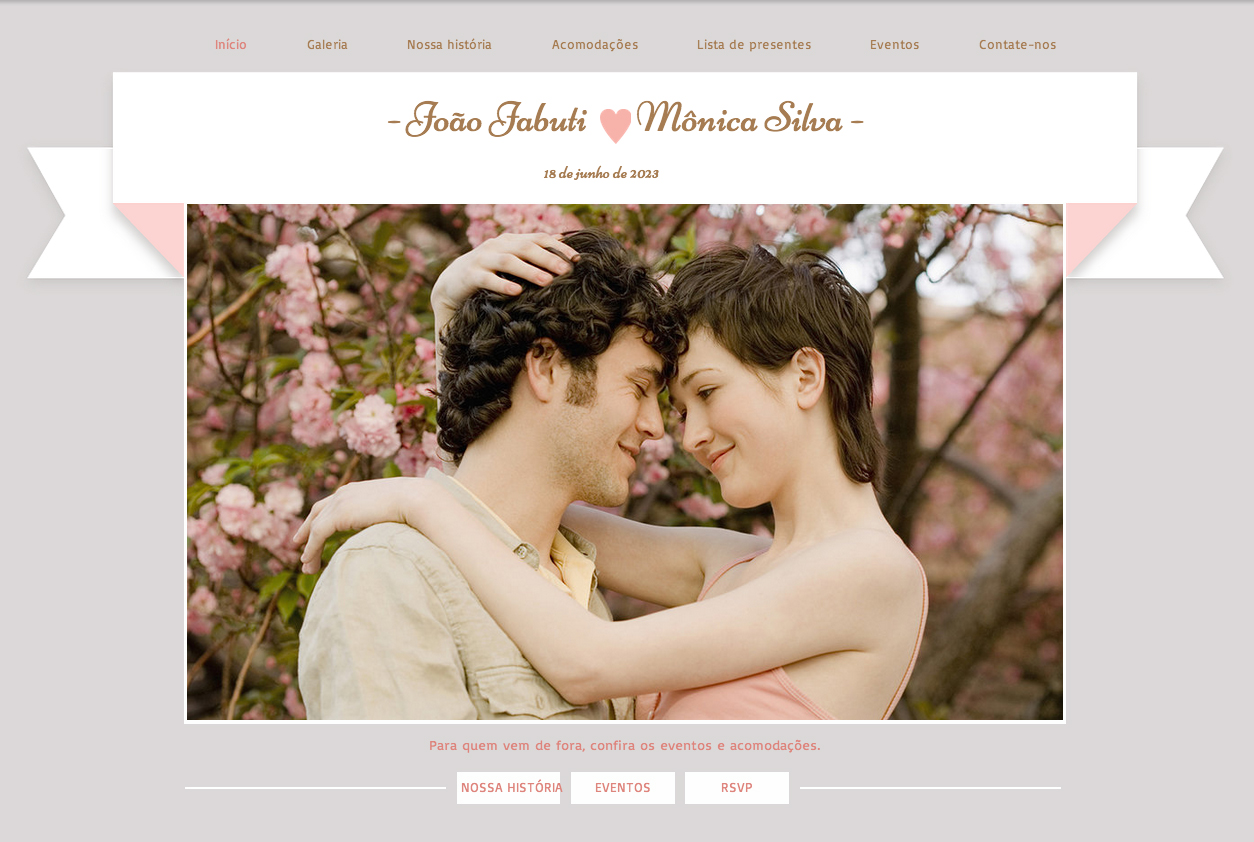 Início Galeria Nossa história Acomodações Lista de presentes Eventos Contate-nos
- João Jabuti Mônica Silva -
18 de junho de 2023
Para quem vem de fora, confira os eventos e acomodações.
NOSSA HISTÓRIA EVENTOS RSVP